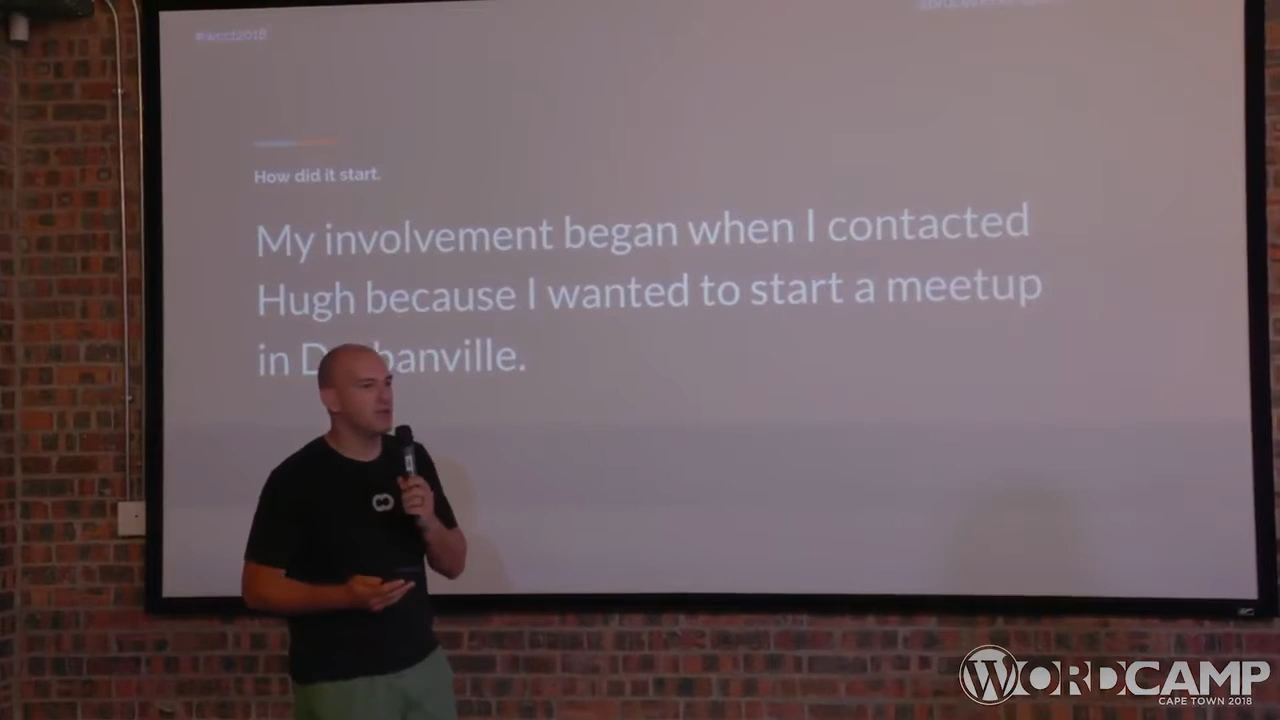 #wcct2018
How did it start.
My involvement began when I contacted
Hugh because I wanted to start a meetup
in D banville.
WORDCAMP
CAPE TOWN 2018